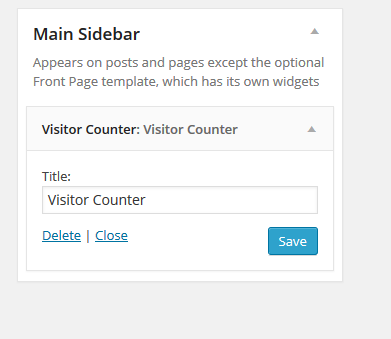 Main Sidebar
Appears on posts and pages except the optional
Front Page template, which has its own widgets
Visitor Counter: Visitor Counter
Title:
Visitor Counter
Delete | Close
Save